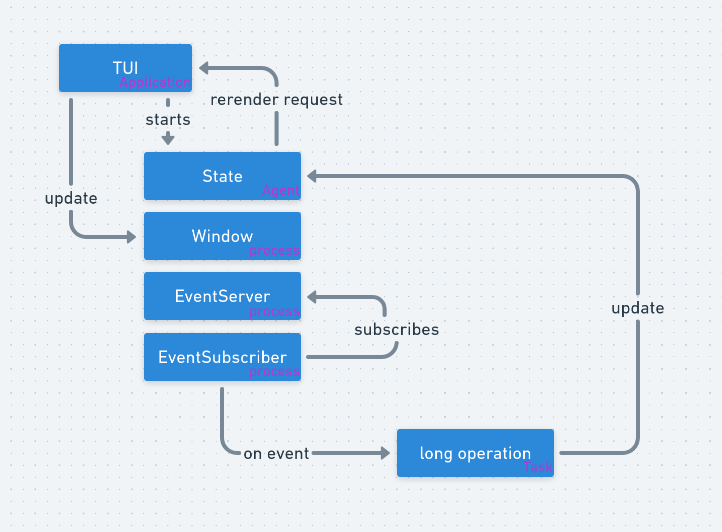 TUI
Application
rerender request
starts
State
Agent
update
Window
process
EventServer
process
subscribes
update
EventSubscriber
process
on event
long operation
Task